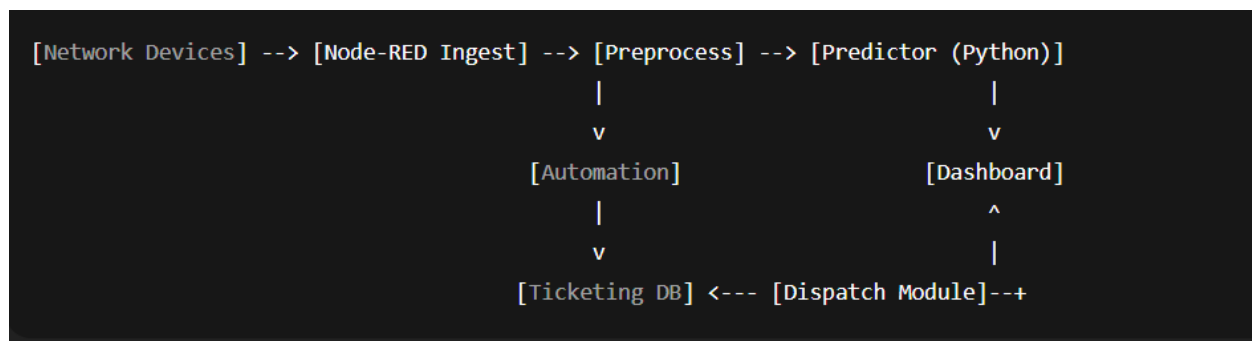 [Network Devices] --> [Node-RED Ingest] --> [Preprocess] --> [Predictor (Python)]
                                           |                             |
                                           v                             v
                                      [Automation]                  [Dashboard]
                                           |                             ^
                                           v                             |
                                     [Ticketing DB] <--- [Dispatch Module]--+